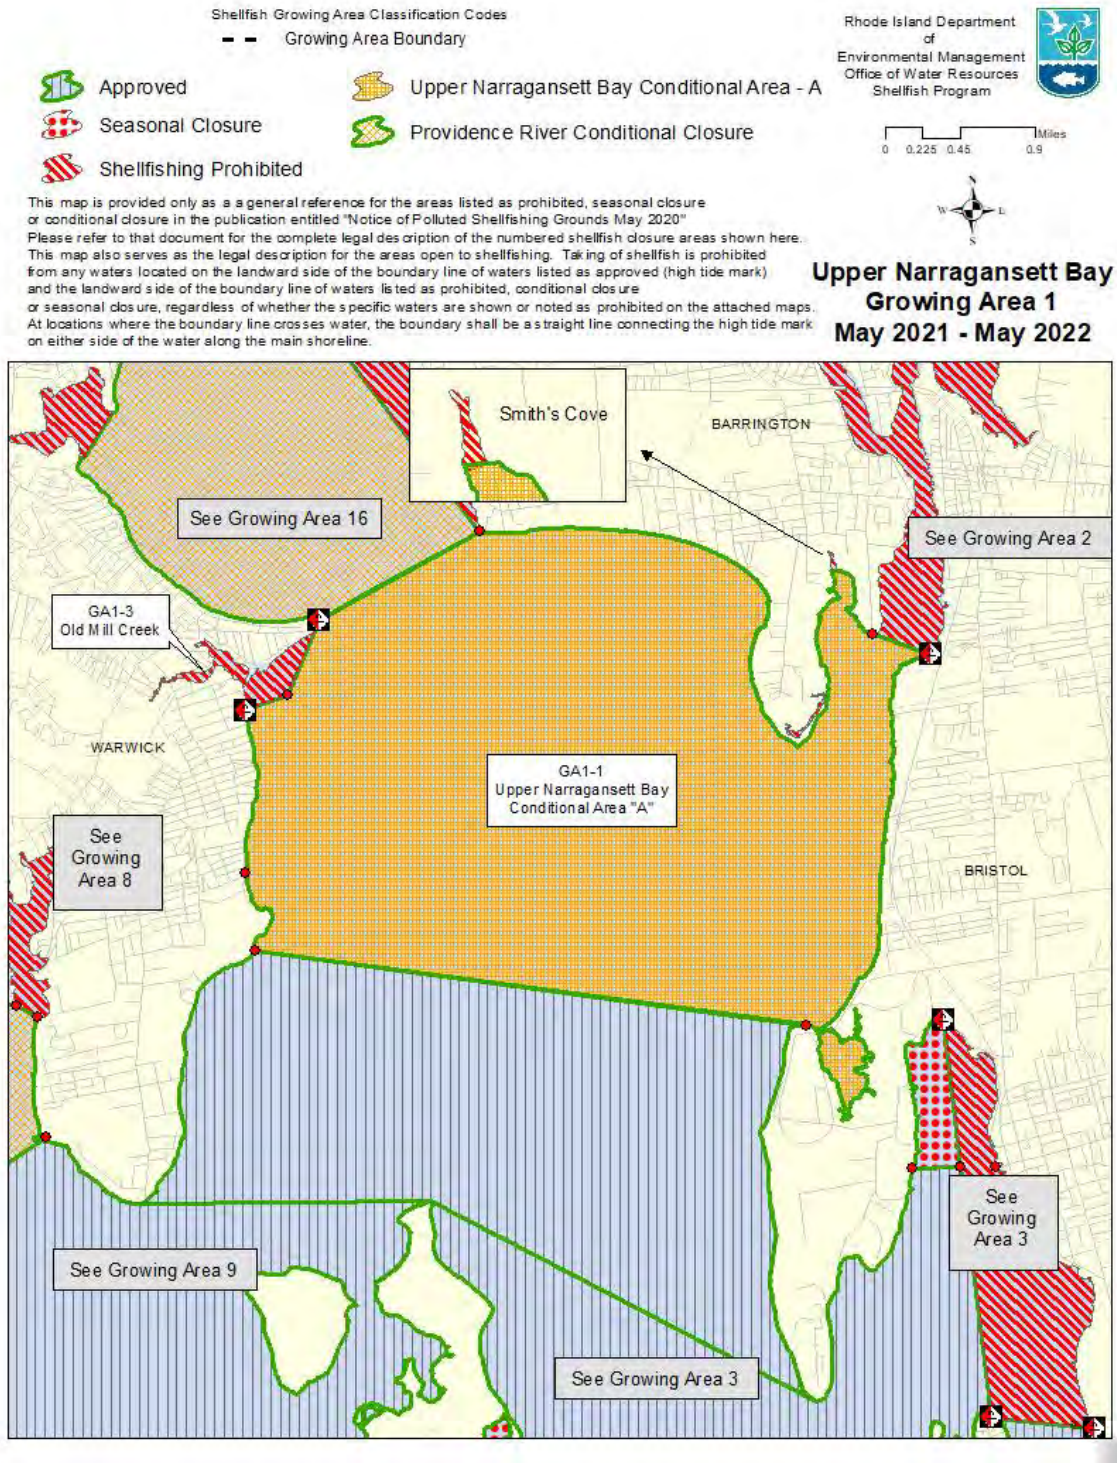 Shellfish Growing Area Classification Codes
Growing Area Boundary
Approved
Seasonal Closure
Shellfishing Prohibited
Upper Narragansett Bay Conditional Area - A
Providence River Conditional Closure
Rhode Island Department
of
Environmental Management
Office of Water Resources
Shellfish Program
Miles
0 0.225 0.45 0.9
N
W E
S
This map is provided only as a a general reference for the areas listed as prohibited, seasonal closure
or conditional closure in the publication entitled "Notice of Polluted Shellfishing Grounds May 2020"
Please refer to that document for the complete legal description of the numbered shellfish closure areas shown here.
This map also serves as the legal description for the areas open to shellfishing. Taking of shellfish is prohibited
from any waters located on the landward side of the boundary line of waters listed as approved (high tide mark)
and the landward side of the boundary line of waters listed as prohibited, conditional closure
or seasonal closure, regardless of whether the specific waters are shown or noted as prohibited on the attached maps.
At locations where the boundary line crosses water, the boundary shall be a straight line connecting the high tide mark
on either side of the water along the main shoreline.
Upper Narragansett Bay
Growing Area 1
May 2021 - May 2022
Smith's Cove
BARRINGTON
See Growing Area 16
See Growing Area 2
GA1-3
Old Mill Creek
WARWICK
GA1-1
Upper Narragansett Bay
Conditional Area "A"
See
Growing
Area 8
BRISTOL
See
Growing
Area 3
See Growing Area 9
See Growing Area 3